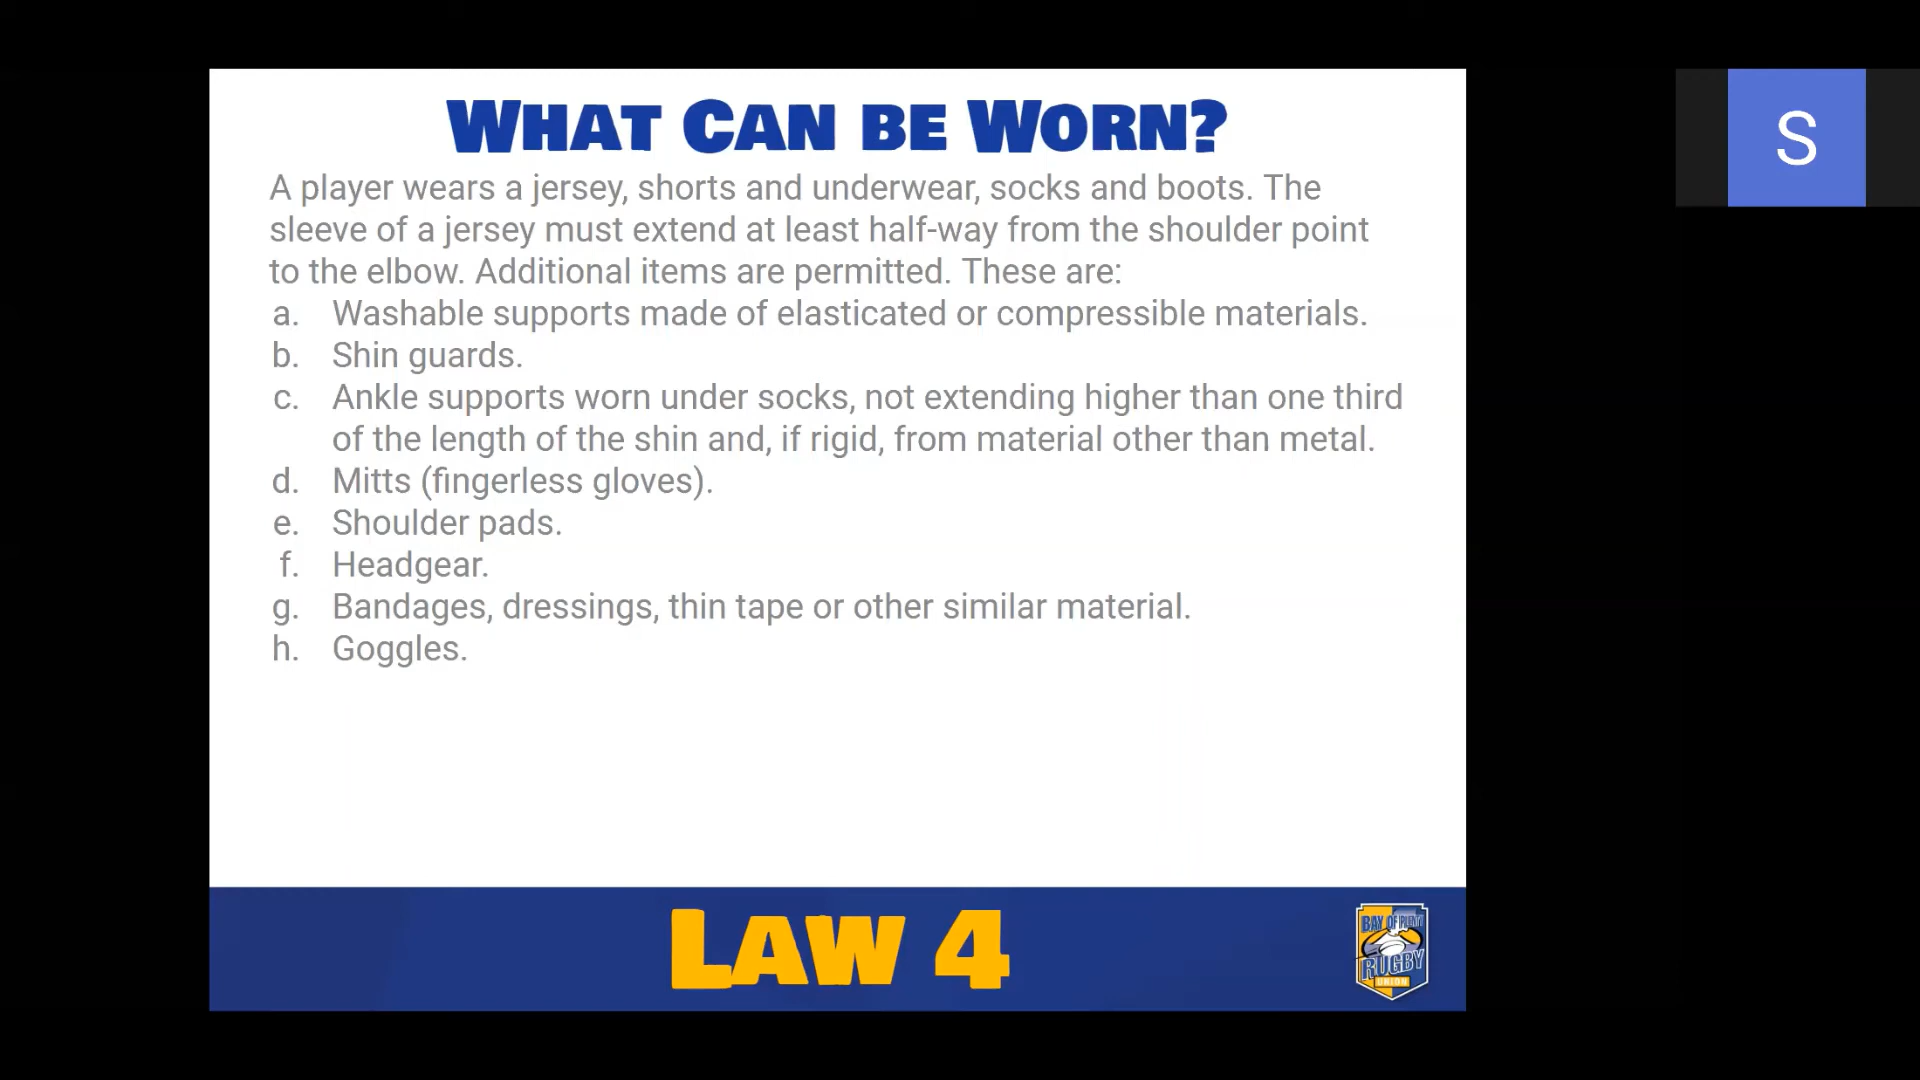 WHAT CAN BE WORN?
A player wears a jersey, shorts and underwear, socks and boots. The
sleeve of a jersey must extend at least half-way from the shoulder point
to the elbow. Additional items are permitted. These are:
a. Washable supports made of elasticated or compressible materials.
b. Shin guards.
c. Ankle supports worn under socks, not extending higher than one third
of the length of the shin and, if rigid, from material other than metal.
d. Mitts (fingerless gloves).
e. Shoulder pads.
f. Headgear.
g. Bandages, dressings, thin tape or other similar material.
h. Goggles.
LAW 4
BAY OF PLENTY
RUGBY
UNION
S